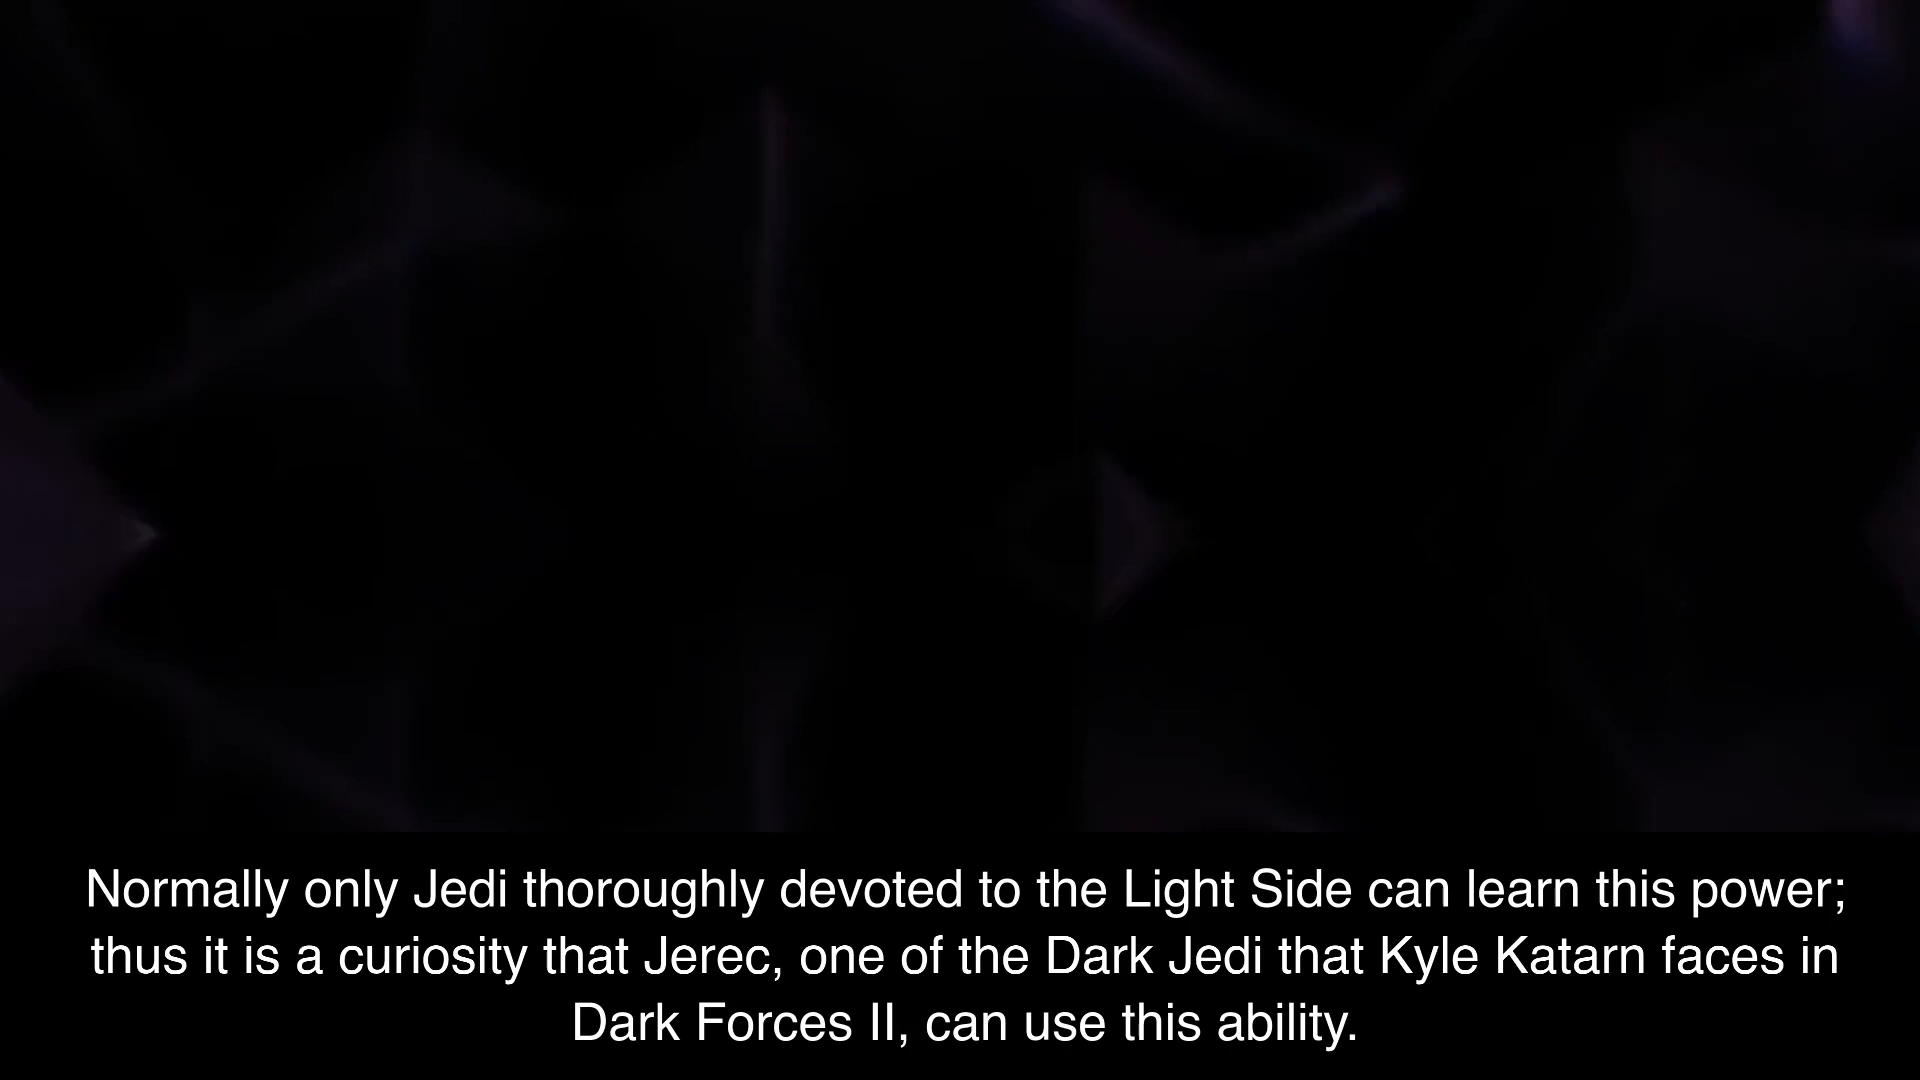 Normally only Jedi thoroughly devoted to the Light Side can learn this power;
thus it is a curiosity that Jerec, one of the Dark Jedi that Kyle Katarn faces in
Dark Forces II, can use this ability.